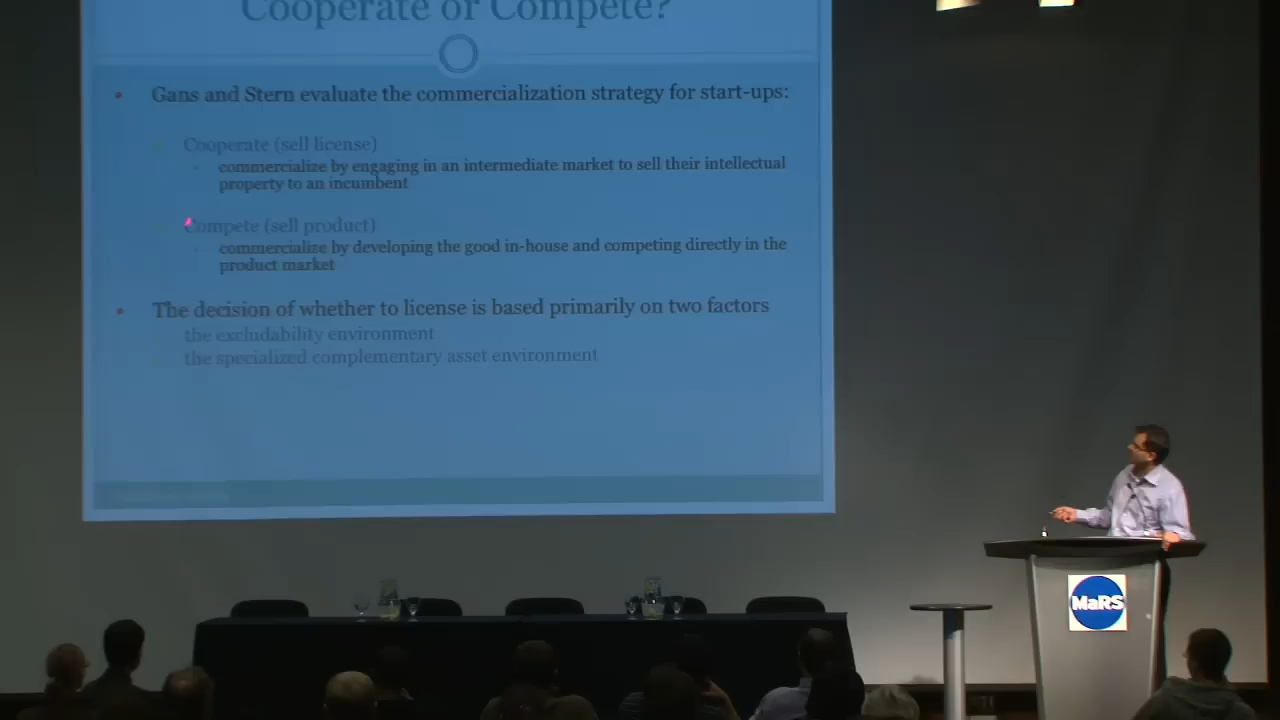 Cooperate or Compete?
Gans and Stern evaluate the commercialization strategy for start-ups:
Cooperate (sell license)
commercialize by engaging in an intermediate market to sell their intellectual
property to an incumbent
Compete (sell product)
commercialize by developing the good in-house and competing directly in the
product market
The decision of whether to license is based primarily on two factors
the excludability environment
the specialized complementary asset environment
MaRS